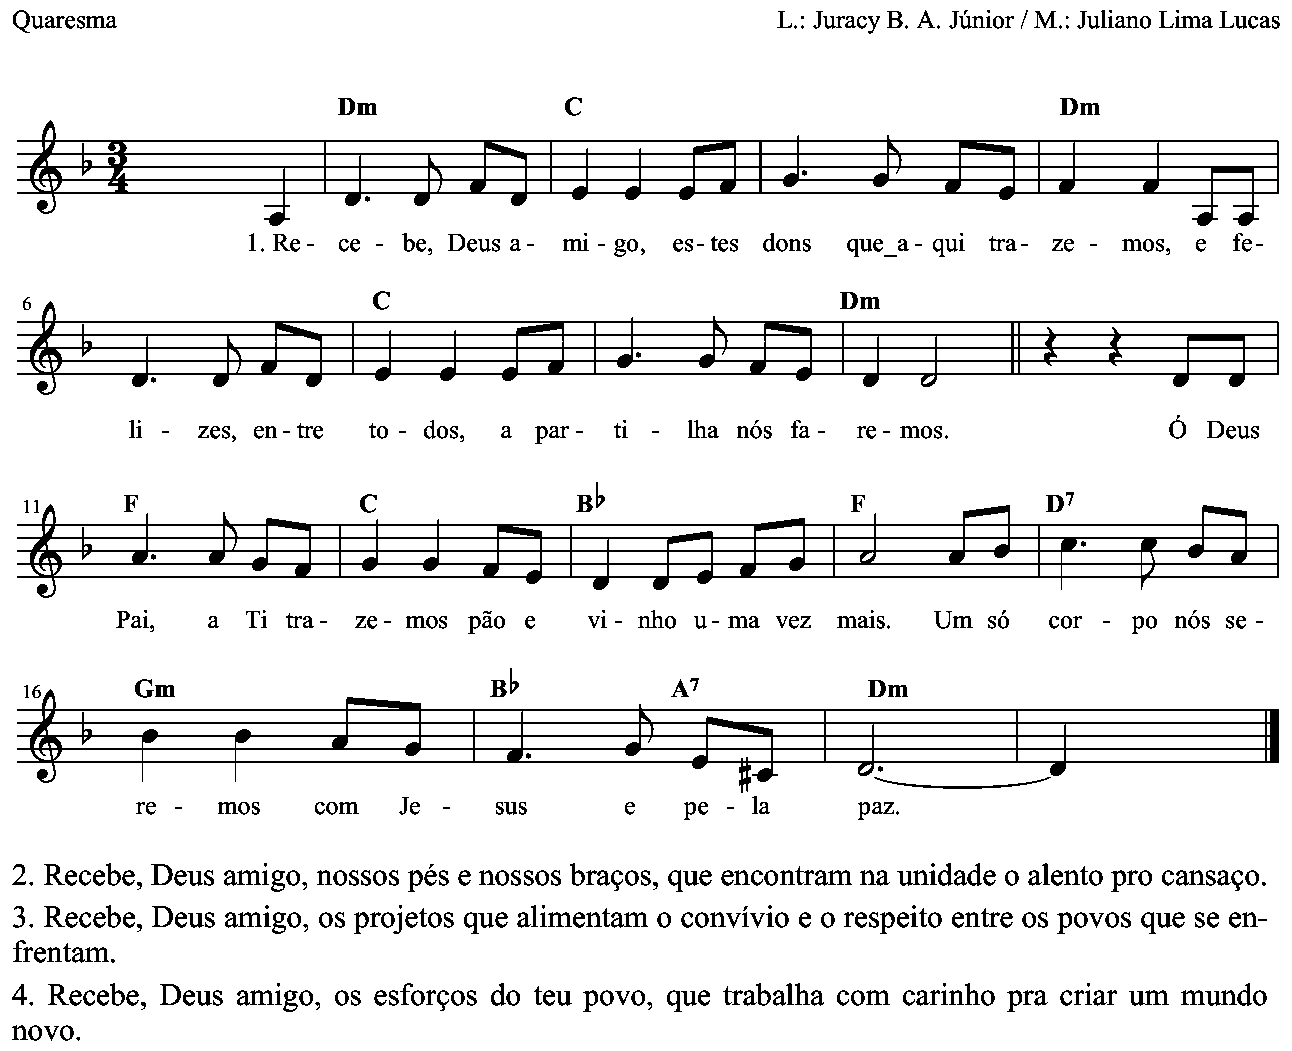 Quaresma L.: Juracy B. A. Júnior / M.: Juliano Lima Lucas
Dm C Dm
3
4
1. Re- ce - be, Deus a- mi - go, es - tes dons que_a - qui tra- ze - mos, e fe-
6 C Dm
li - zes, en - tre to - dos, a par- ti - lha nós fa- re - mos. Ó Deus
11 F C B♭ F D7
Pai, a Ti tra- ze - mos pão e vi - nho u - ma vez mais. Um só cor - po nós se-
16 Gm B♭ A7 Dm
re - mos com Je - sus e pe - la paz.
2. Recebe, Deus amigo, nossos pés e nossos braços, que encontram na unidade o alento pro cansaço.
3. Recebe, Deus amigo, os projetos que alimentam o convívio e o respeito entre os povos que se en-
frentam.
4. Recebe, Deus amigo, os esforços do teu povo, que trabalha com carinho pra criar um mundo
novo.